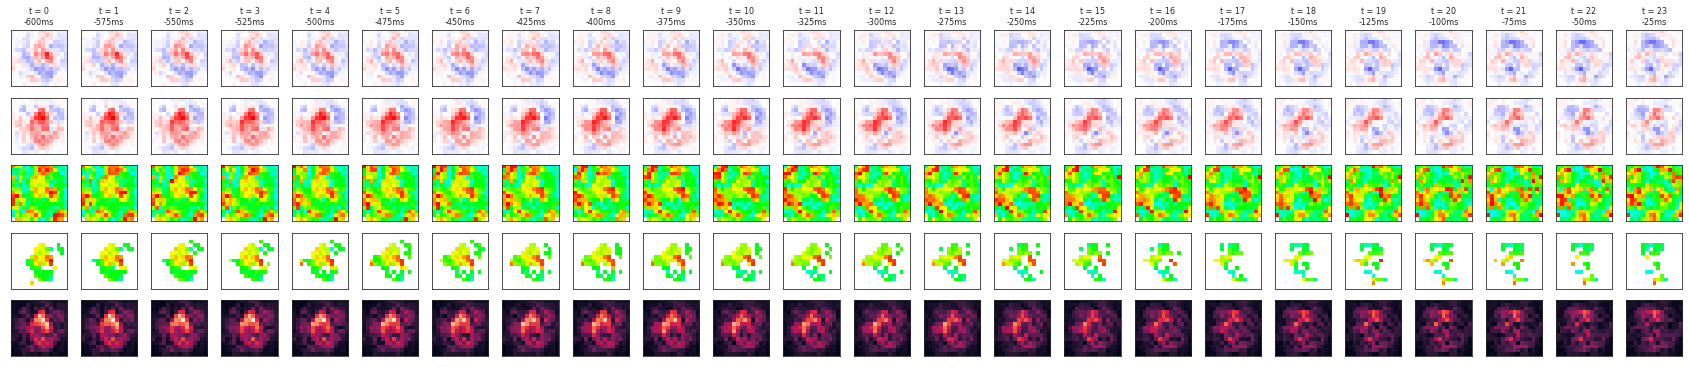 t = 0 t = 1 t = 2 t = 3 t = 4 t = 5 t = 6 t = 7 t = 8 t = 9 t = 10 t = 11 t = 12 t = 13 t = 14 t = 15 t = 16 t = 17 t = 18 t = 19 t = 20 t = 21 t = 22 t = 23
-600ms -575ms -550ms -525ms -500ms -475ms -450ms -425ms -400ms -375ms -350ms -325ms -300ms -275ms -250ms -225ms -200ms -175ms -150ms -125ms -100ms -75ms -50ms -25ms